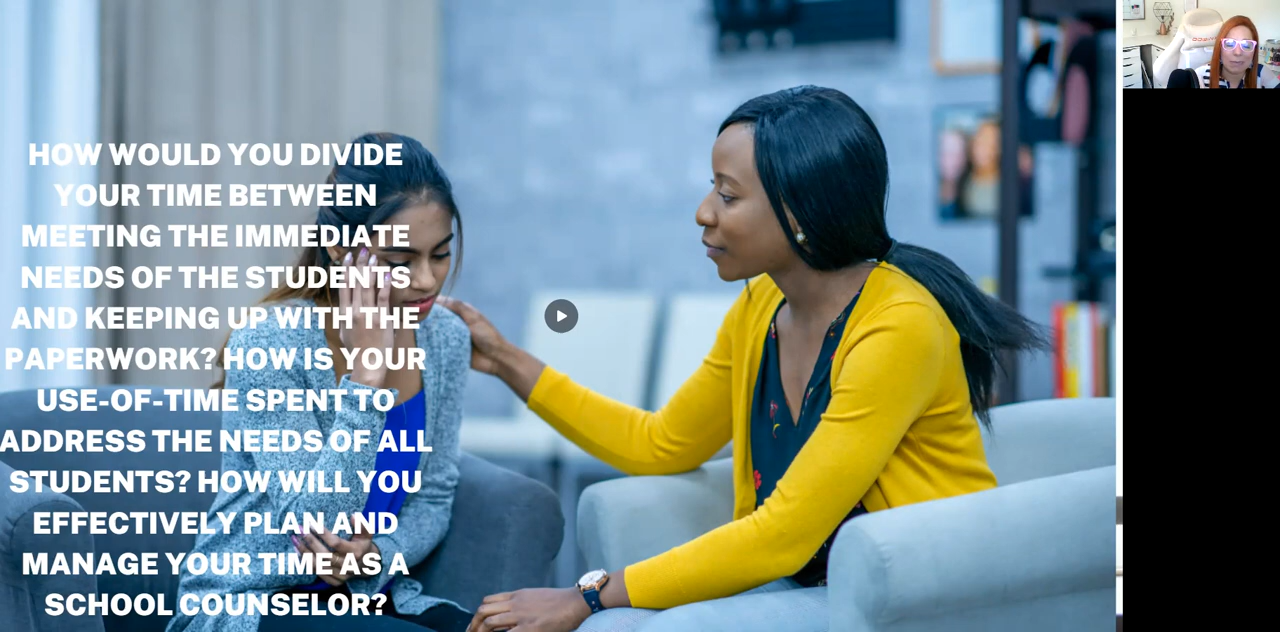 HOW WOULD YOU DIVIDE
YOUR TIME BETWEEN
MEETING THE IMMEDIATE
NEEDS OF THE STUDENTS
AND KEEPING UP WITH THE
PAPERWORK? HOW IS YOUR
USE-OF-TIME SPENT TO
ADDRESS THE NEEDS OF ALL
STUDENTS? HOW WILL YOU
EFFECTIVELY PLAN AND
MANAGE YOUR TIME AS A
SCHOOL COUNSELOR?